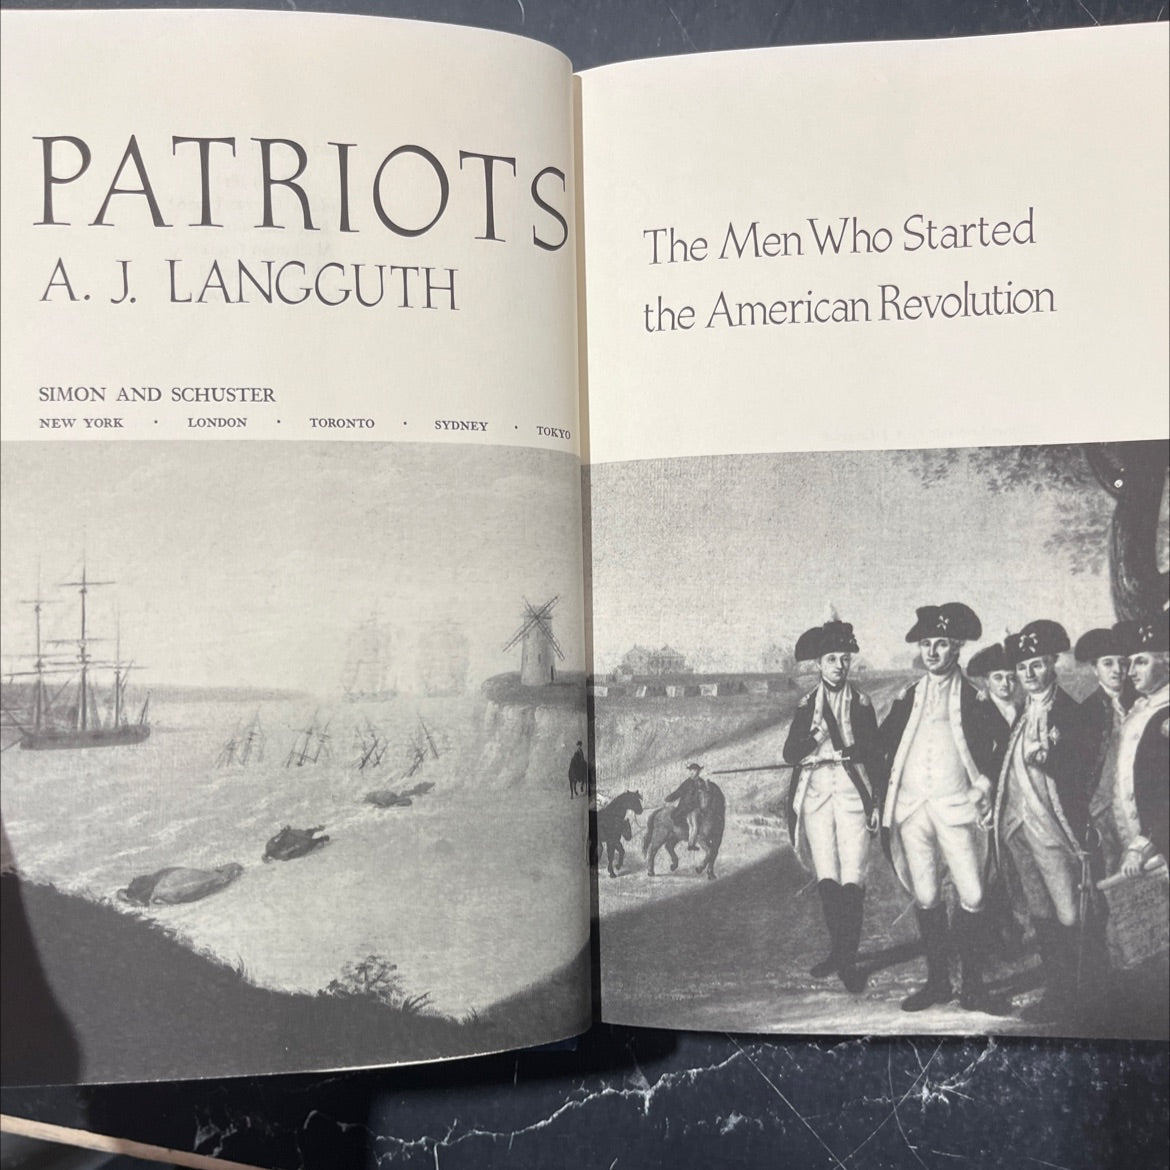 PATRIOTS
A. J. LANGGUTH
SIMON AND SCHUSTER
NEW YORK · LONDON · TORONTO · SYDNEY · TOKYO
The Men Who Started
the American Revolution